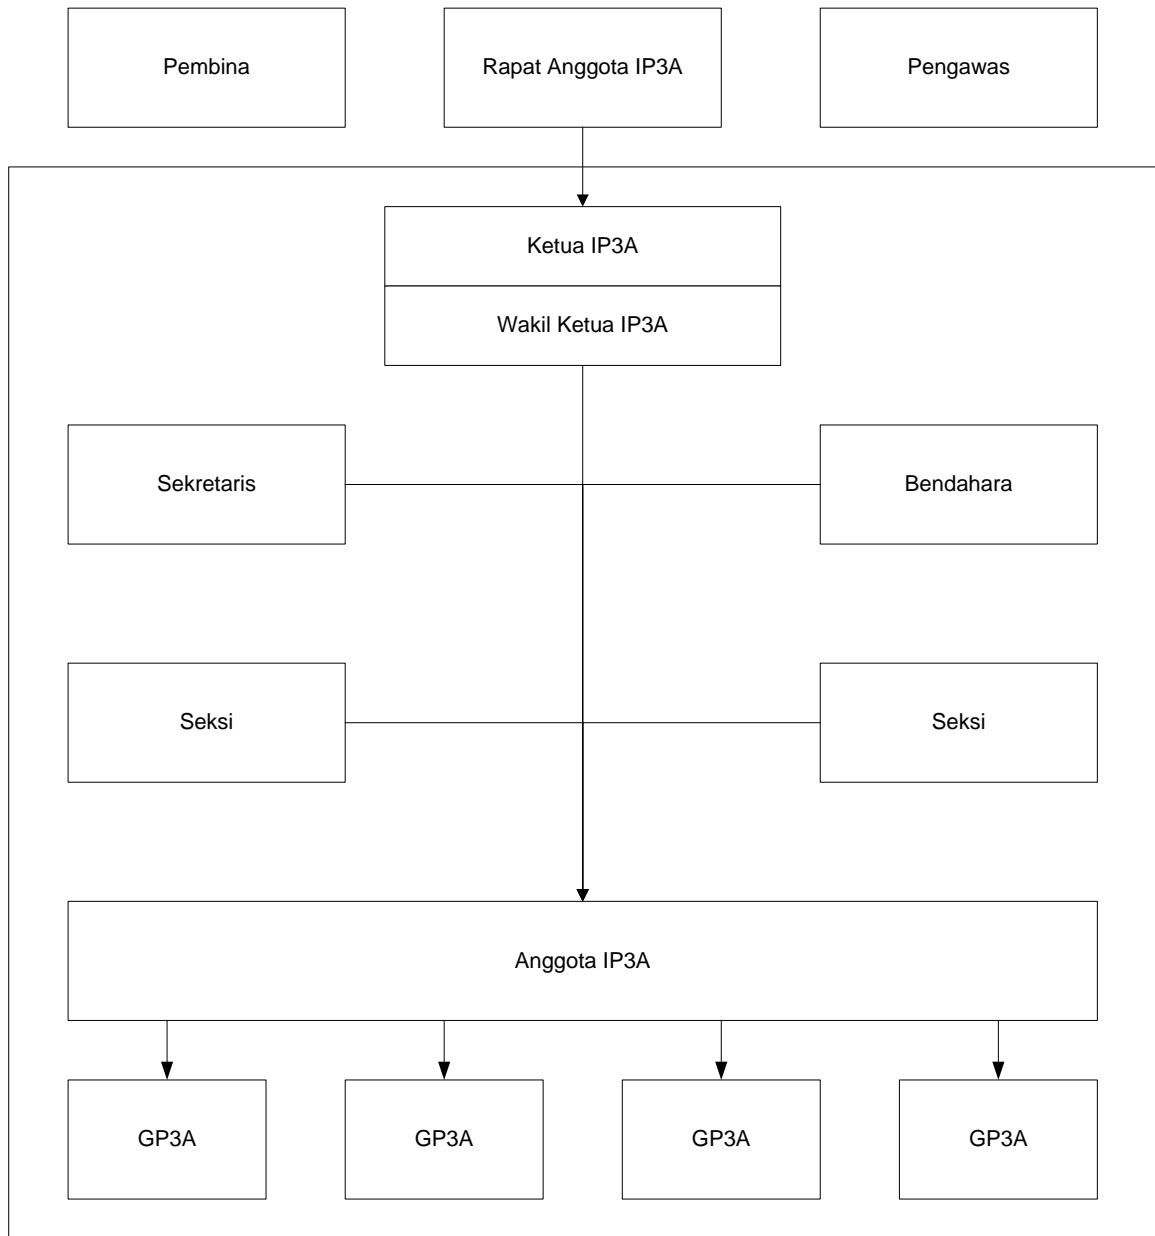 Pembina
Rapat Anggota IP3A
Pengawas
Ketua IP3A
Wakil Ketua IP3A
Sekretaris
Bendahara
Seksi
Seksi
Anggota IP3A
GP3A
GP3A
GP3A
GP3A